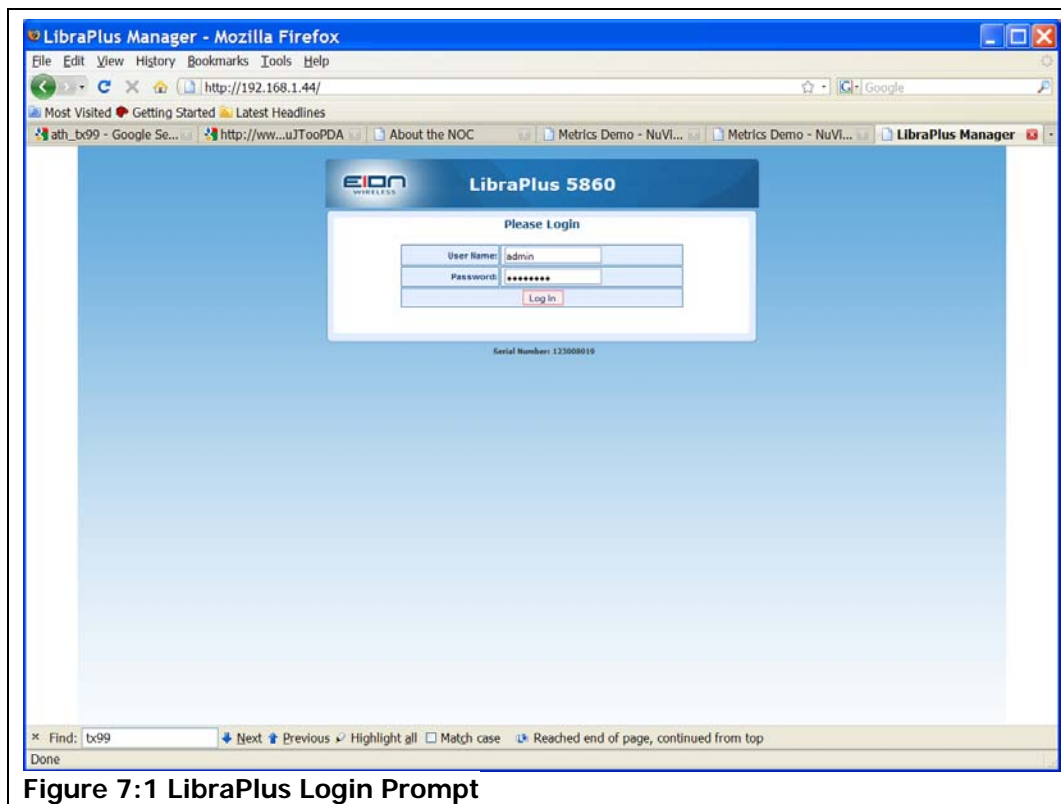 LibraPlus Manager - Mozilla Firefox
File Edit View History Bookmarks Tools Help
http://192.168.1.44/ Google
Most Visited Getting Started Latest Headlines
ath_tx99 - Google Se... http://ww...uJTooPDA About the NOC Metrics Demo - NuVi... Metrics Demo - NuVi... LibraPlus Manager
EION WIRELESS LibraPlus 5860
Please Login
User Name: admin
Password: ••••••••
Log In
Serial Number: 123008019
× Find: tx99 Next Previous Highlight all Match case Reached end of page, continued from top
Done
Figure 7:1 LibraPlus Login Prompt